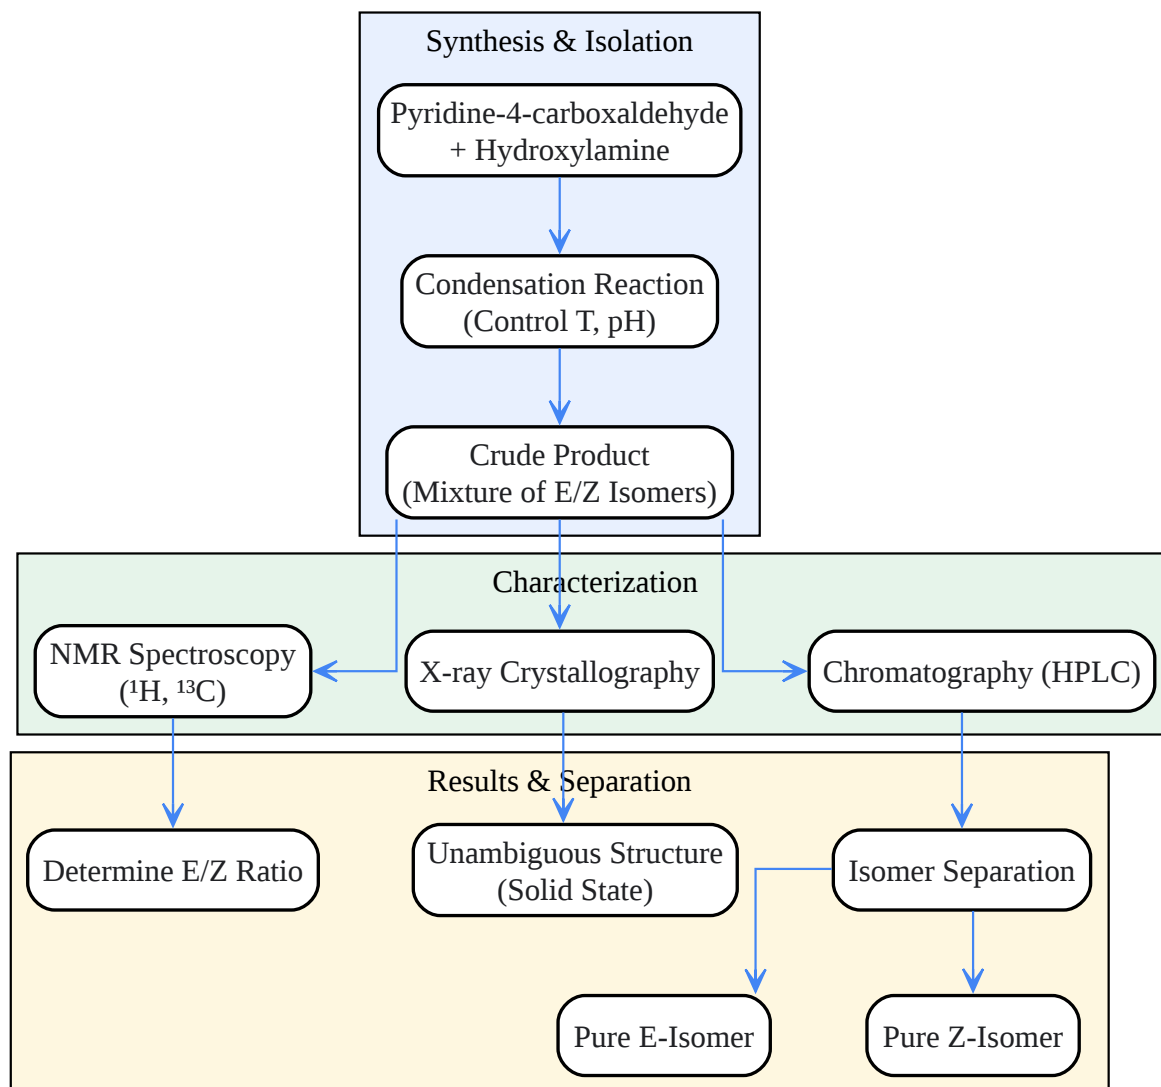 Synthesis & Isolation
Pyridine-4-carboxaldehyde
+ Hydroxylamine
Condensation Reaction
(Control T, pH)
Crude Product
(Mixture of E/Z Isomers)
Characterization
NMR Spectroscopy
(¹H, ¹³C)
X-ray Crystallography
Chromatography (HPLC)
Results & Separation
Determine E/Z Ratio
Unambiguous Structure
(Solid State)
Isomer Separation
Pure E-Isomer
Pure Z-Isomer